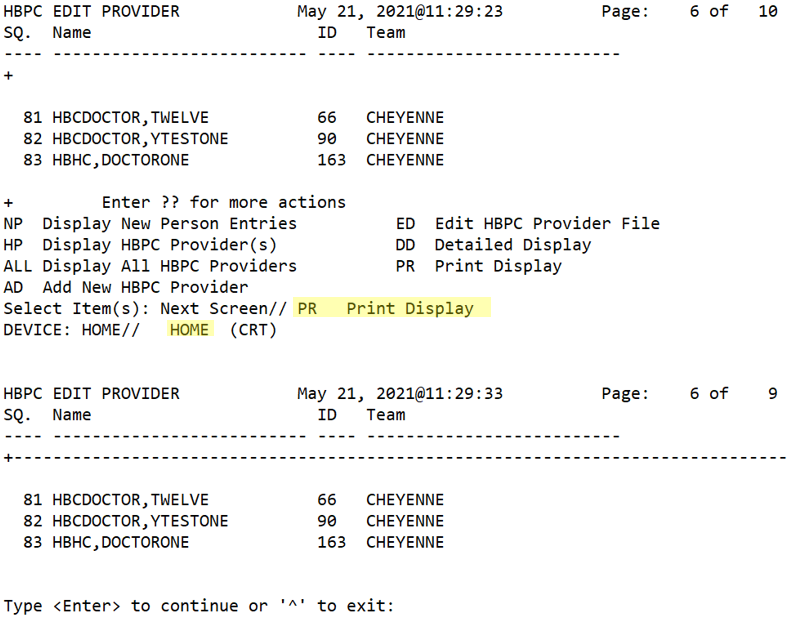 HBPC EDIT PROVIDER            May 21, 2021@11:29:23          Page:    6 of   10
SQ.  Name                       ID   Team
---- -------------------------- ---- --------------------------
+
  81 HBCDOCTOR,TWELVE           66   CHEYENNE
  82 HBCDOCTOR,YTESTONE         90   CHEYENNE
  83 HBHC,DOCTORONE             163  CHEYENNE
+         Enter ?? for more actions
NP  Display New Person Entries          ED  Edit HBPC Provider File
HP  Display HBPC Provider(s)            DD  Detailed Display
ALL Display All HBPC Providers          PR  Print Display
AD  Add New HBPC Provider
Select Item(s): Next Screen// PR   Print Display
DEVICE: HOME//   HOME  (CRT)
HBPC EDIT PROVIDER            May 21, 2021@11:29:33          Page:    6 of    9
SQ.  Name                       ID   Team
---- -------------------------- ---- --------------------------
+-------------------------------------------------------------------------------
  81 HBCDOCTOR,TWELVE           66   CHEYENNE
  82 HBCDOCTOR,YTESTONE         90   CHEYENNE
  83 HBHC,DOCTORONE             163  CHEYENNE
Type <Enter> to continue or '^' to exit: